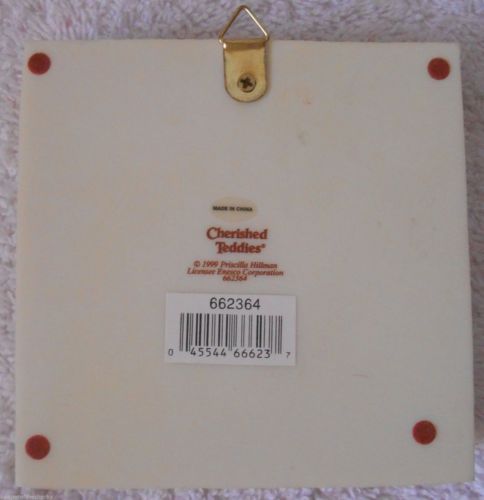 MADE IN CHINA
Cherished
Teddies®
© 1999 Priscilla Hillman
Licensee Enesco Corporation
662364
662364
0 45544 66623 7